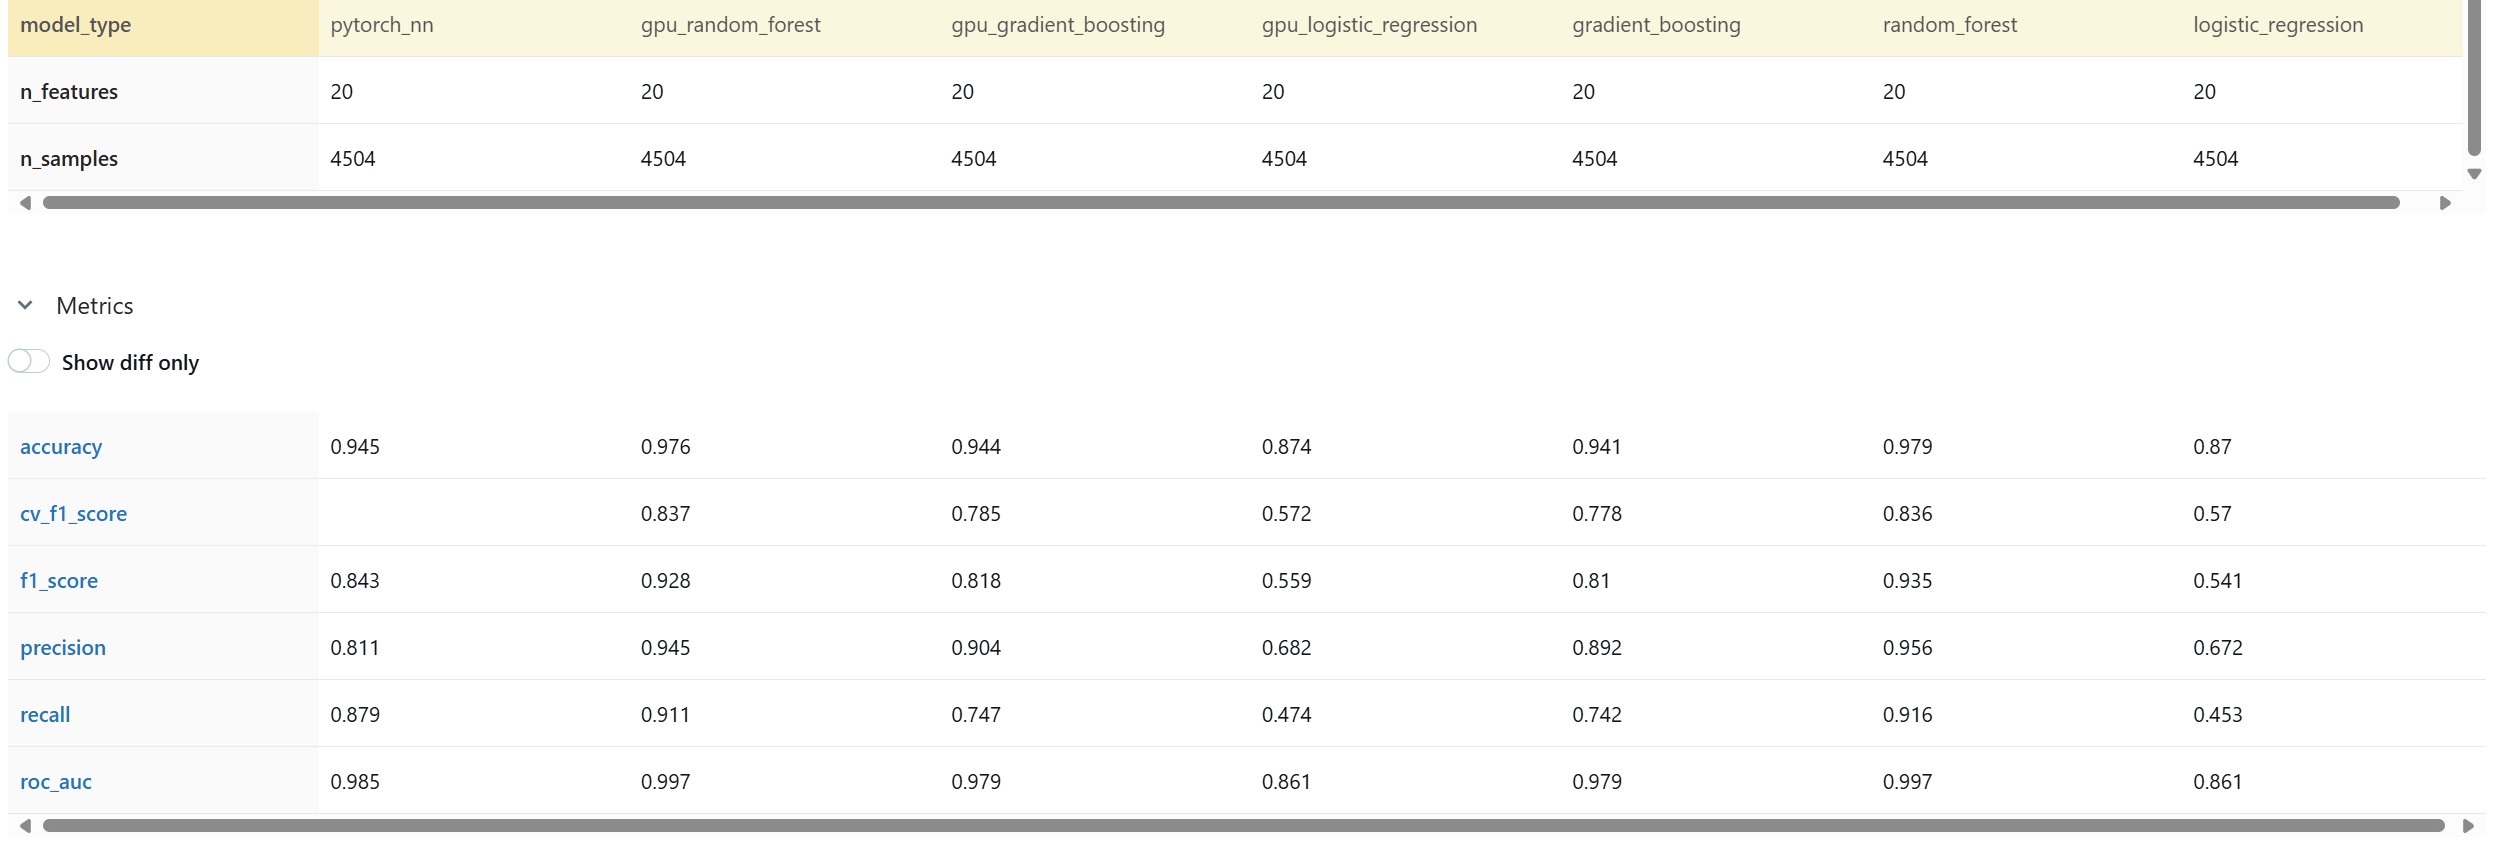 model_type pytorch_nn gpu_random_forest gpu_gradient_boosting gpu_logistic_regression gradient_boosting random_forest logistic_regression
n_features 20 20 20 20 20 20 20
n_samples 4504 4504 4504 4504 4504 4504 4504
Metrics
Show diff only
accuracy 0.945 0.976 0.944 0.874 0.941 0.979 0.87
cv_f1_score 0.837 0.785 0.572 0.778 0.836 0.57
f1_score 0.843 0.928 0.818 0.559 0.81 0.935 0.541
precision 0.811 0.945 0.904 0.682 0.892 0.956 0.672
recall 0.879 0.911 0.747 0.474 0.742 0.916 0.453
roc_auc 0.985 0.997 0.979 0.861 0.979 0.997 0.861